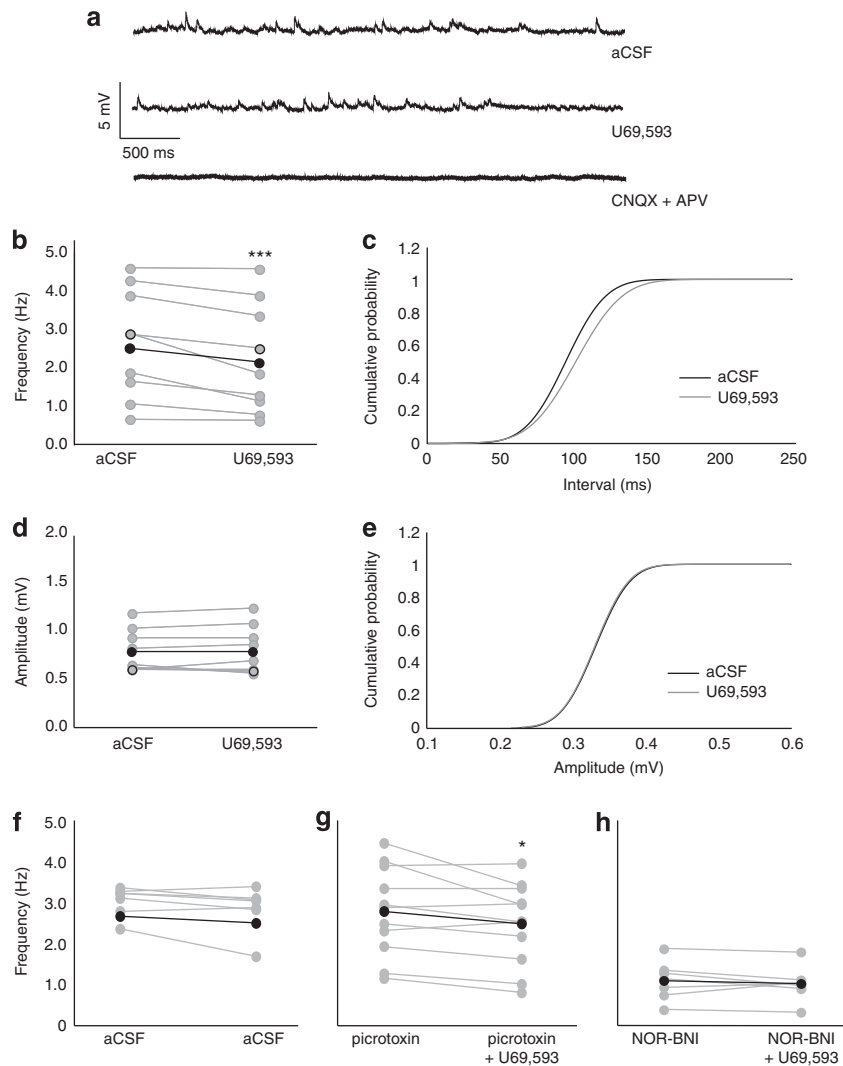 a
aCSF
5 mV
U69,593
500 ms
CNQX + APV
b
5.0
4.0
3.0
2.0
1.0
0.0
Frequency (Hz)
***
aCSF
U69,593
c
1.2
1
0.8
0.6
0.4
0.2
0
Cumulative probability
aCSF
U69,593
0 50 100 150 200 250
Interval (ms)
d
2.0
1.5
1.0
0.5
0.0
Amplitude (mV)
aCSF
U69,593
e
1.2
1
0.8
0.6
0.4
0.2
0
Cumulative probability
aCSF
U69,593
0.1 0.2 0.3 0.4 0.5 0.6
Amplitude (mV)
f
5.0
4.0
3.0
2.0
1.0
0
Frequency (Hz)
aCSF
aCSF
g
*
picrotoxin
picrotoxin
+ U69,593
h
NOR-BNI
NOR-BNI
+ U69,593